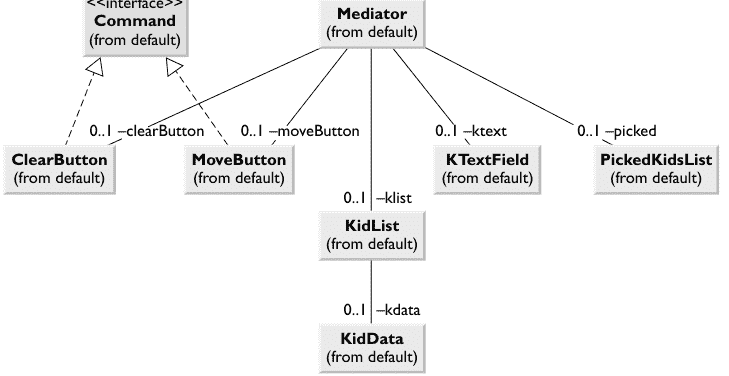 <<interface>>
Command
(from default)
Mediator
(from default)
0..1 –clearButton
0..1 –moveButton
0..1 –ktext
0..1 –picked
ClearButton
(from default)
MoveButton
(from default)
KTextField
(from default)
PickedKidsList
(from default)
0..1 –klist
KidList
(from default)
0..1 –kdata
KidData
(from default)